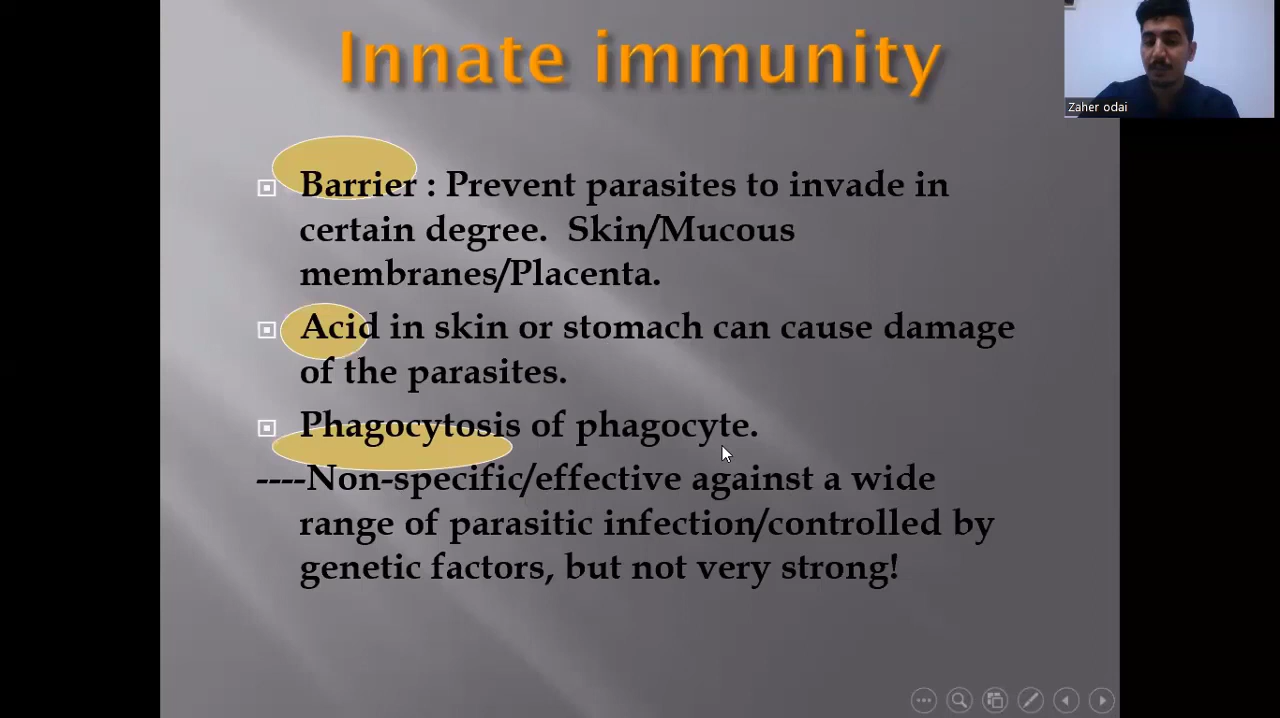 Innate immunity
Zaher odai
Barrier : Prevent parasites to invade in
certain degree. Skin/Mucous
membranes/Placenta.
Acid in skin or stomach can cause damage
of the parasites.
Phagocytosis of phagocyte.
----Non-specific/effective against a wide
range of parasitic infection/controlled by
genetic factors, but not very strong!